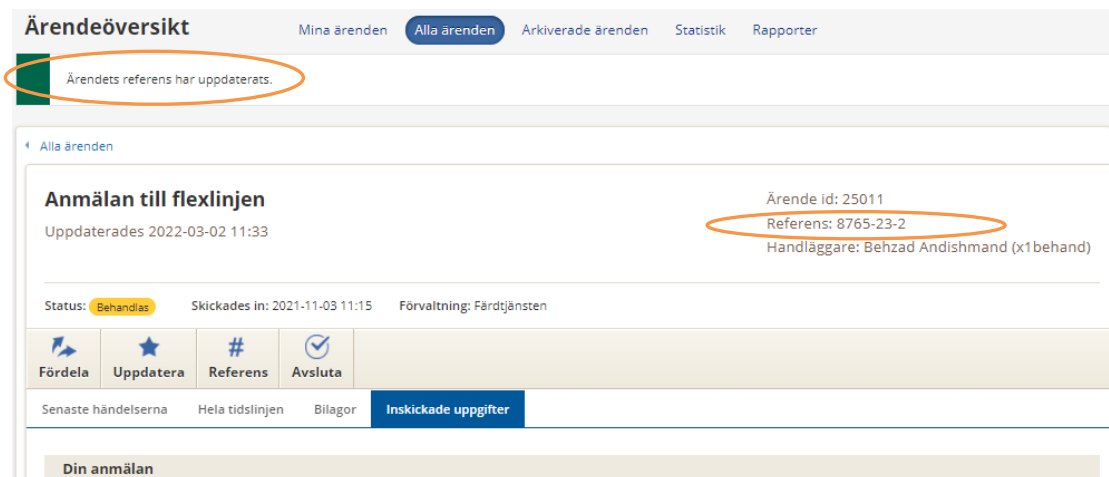 Ärendeöversikt Mina ärenden Alla ärenden Arkiverade ärenden Statistik Rapporter
Ärendets referens har uppdaterats.
Alla ärenden
Anmälan till flexlinjen
Uppdaterades 2022-03-02 11:33
Ärende id: 25011
Referens: 8765-23-2
Handläggare: Behzad Andishmand (x1behand)
Status: Behandlas Skickades in: 2021-11-03 11:15 Förvaltning: Färdtjänsten
Fördela Uppdatera # Referens Avsluta
Senaste händelserna Hela tidslinjen Bilagor Inskickade uppgifter
Din anmälan